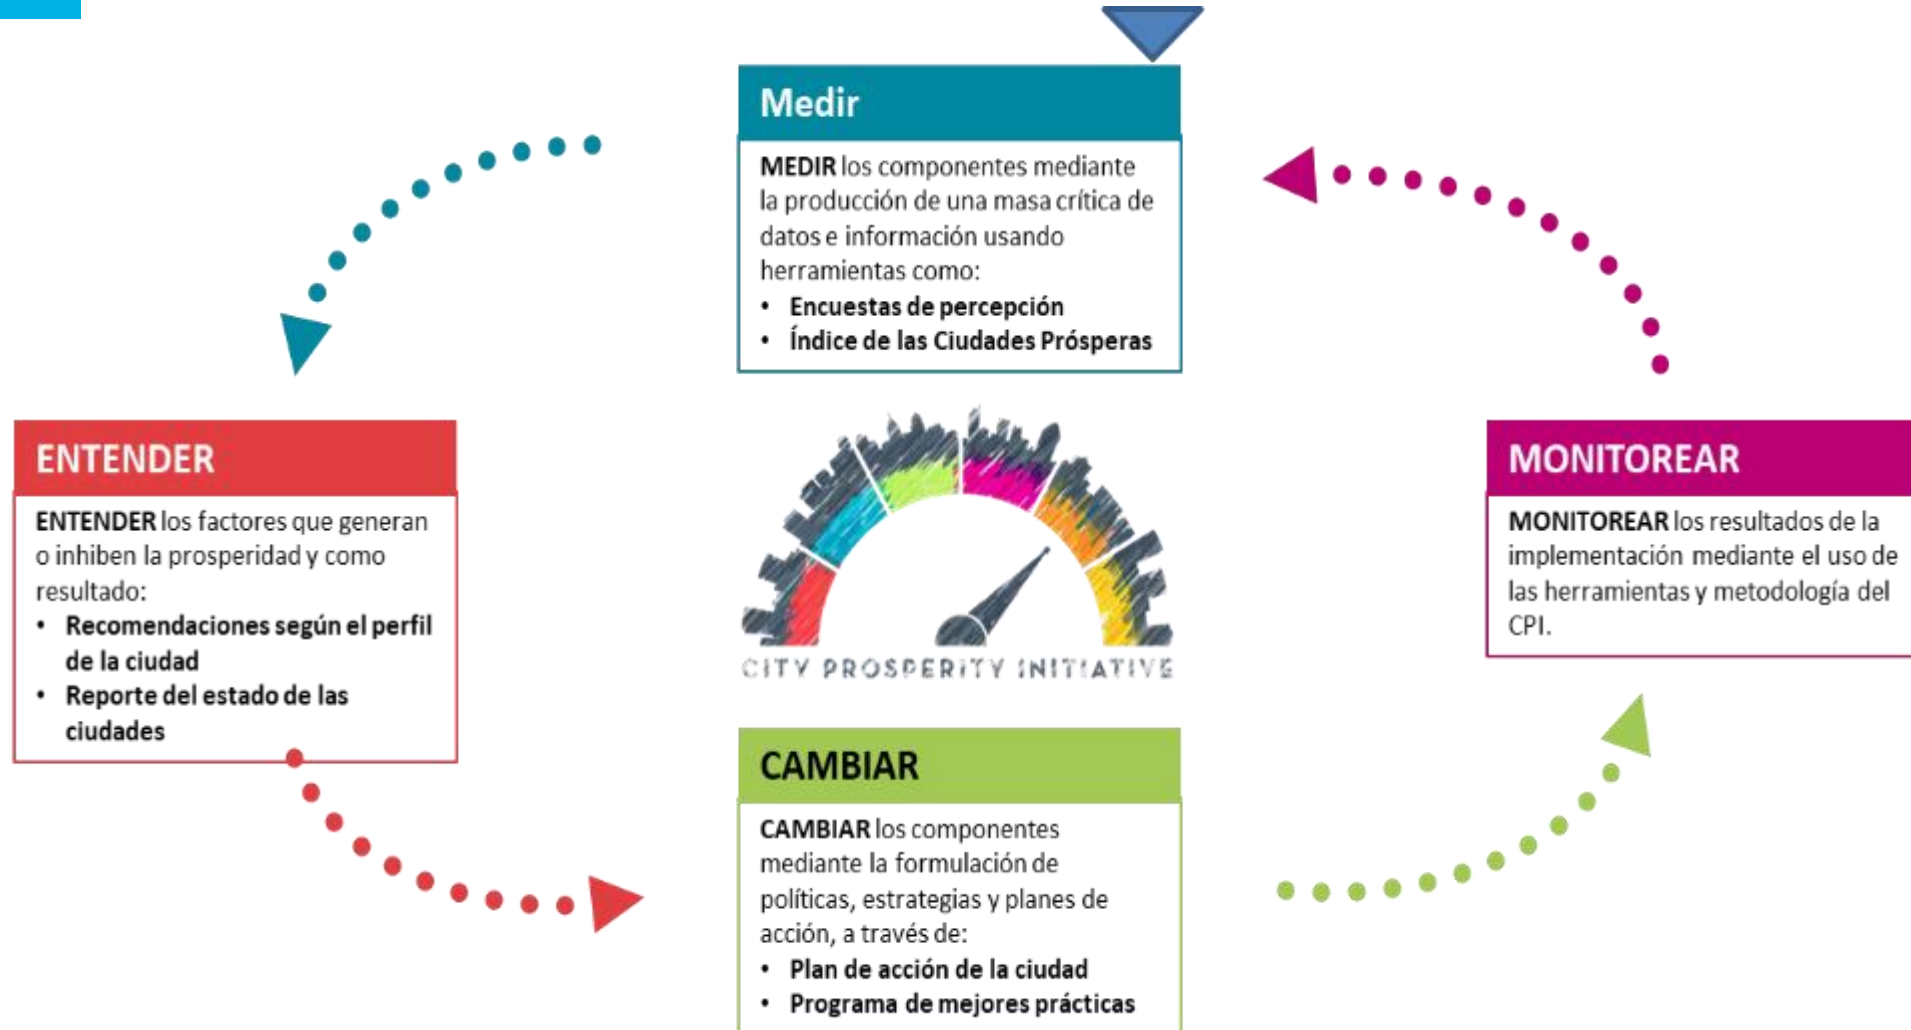 Medir
MEDIR los componentes mediante
la producción de una masa crítica de
datos e información usando
herramientas como:
• Encuestas de percepción
• Índice de las Ciudades Prósperas
ENTENDER
ENTENDER los factores que generan
o inhiben la prosperidad y como
resultado:
• Recomendaciones según el perfil
de la ciudad
• Reporte del estado de las
ciudades
CITY PROSPERITY INITIATIVE
MONITOREAR
MONITOREAR los resultados de la
implementación mediante el uso de
las herramientas y metodología del
CPI.
CAMBIAR
CAMBIAR los componentes
mediante la formulación de
políticas, estrategias y planes de
acción, a través de:
• Plan de acción de la ciudad
• Programa de mejores prácticas